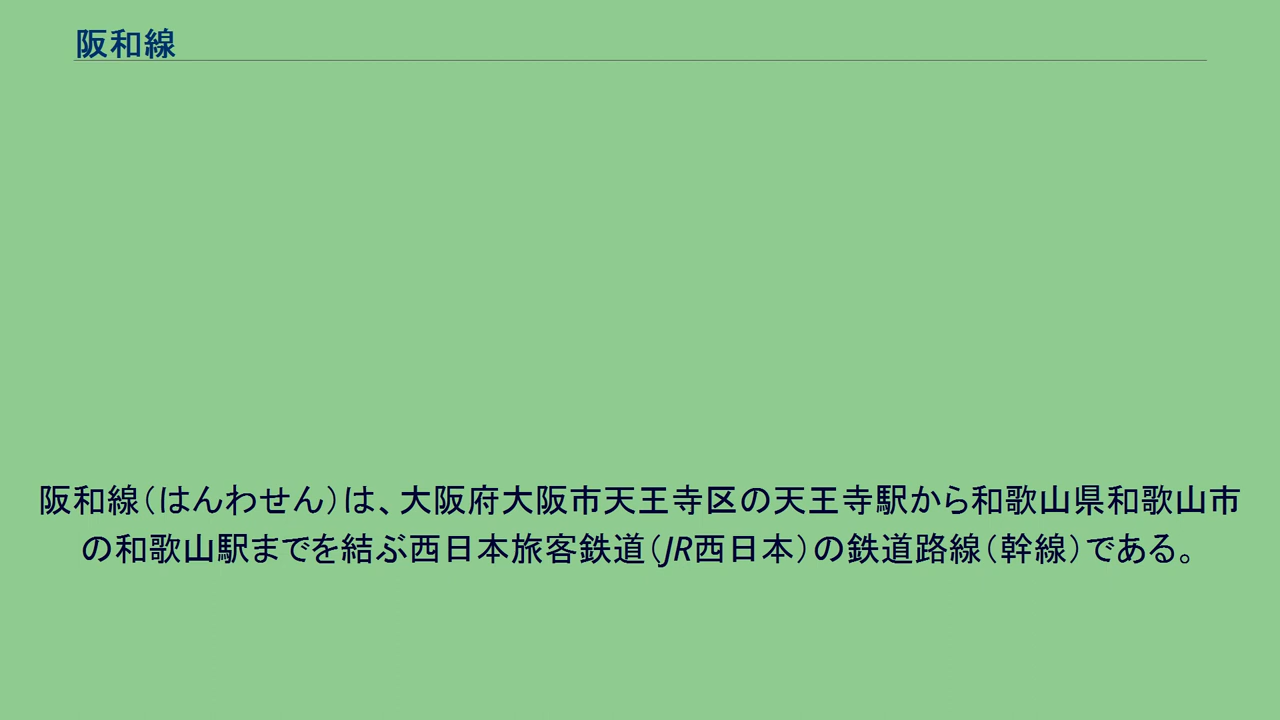 阪和線
阪和線（はんわせん）は、大阪府大阪市天王寺区の天王寺駅から和歌山県和歌山市
の和歌山駅までを結ぶ西日本旅客鉄道（JR西日本）の鉄道路線（幹線）である。